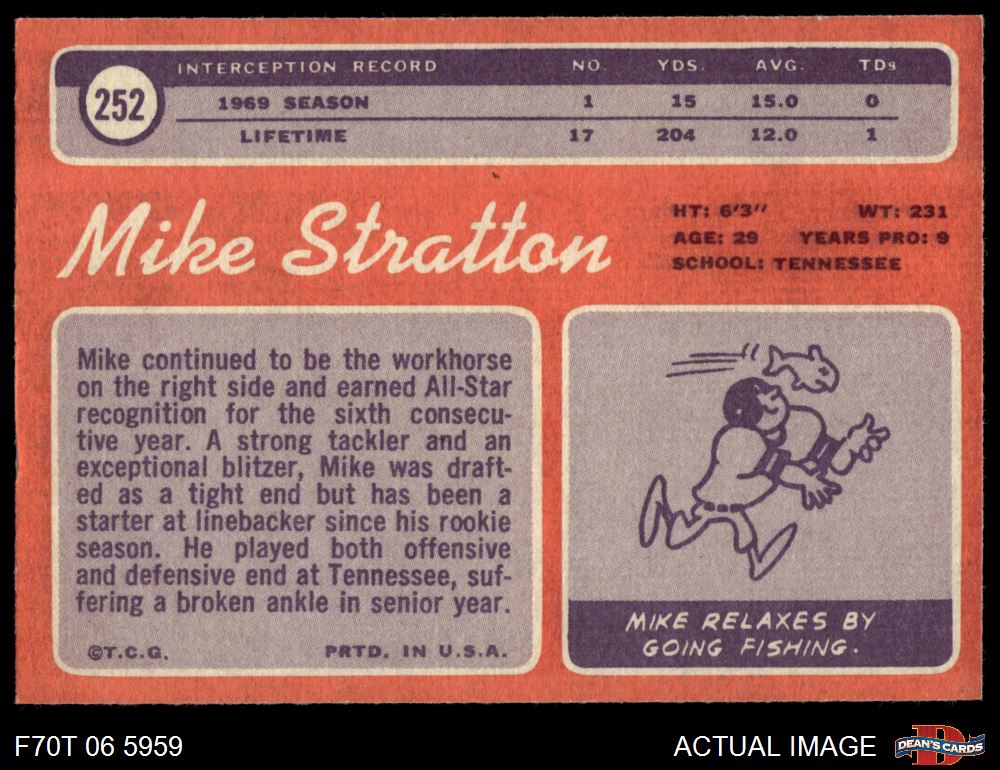 252
INTERCEPTION RECORD NO. YDS. AVG. TDs
1969 SEASON 1 15 15.0 0
LIFETIME 17 204 12.0 1
Mike Stratton
HT: 6'3" WT: 231
AGE: 29 YEARS PRO: 9
SCHOOL: TENNESSEE
Mike continued to be the workhorse
on the right side and earned All-Star
recognition for the sixth consecu-
tive year. A strong tackler and an
exceptional blitzer, Mike was draft-
ed as a tight end but has been a
starter at linebacker since his rookie
season. He played both offensive
and defensive end at Tennessee, suf-
fering a broken ankle in senior year.
©T.C.G. PRTD. IN U.S.A.
MIKE RELAXES BY
GOING FISHING.
F70T 06 5959
ACTUAL IMAGE
D
DEAN'S CARDS